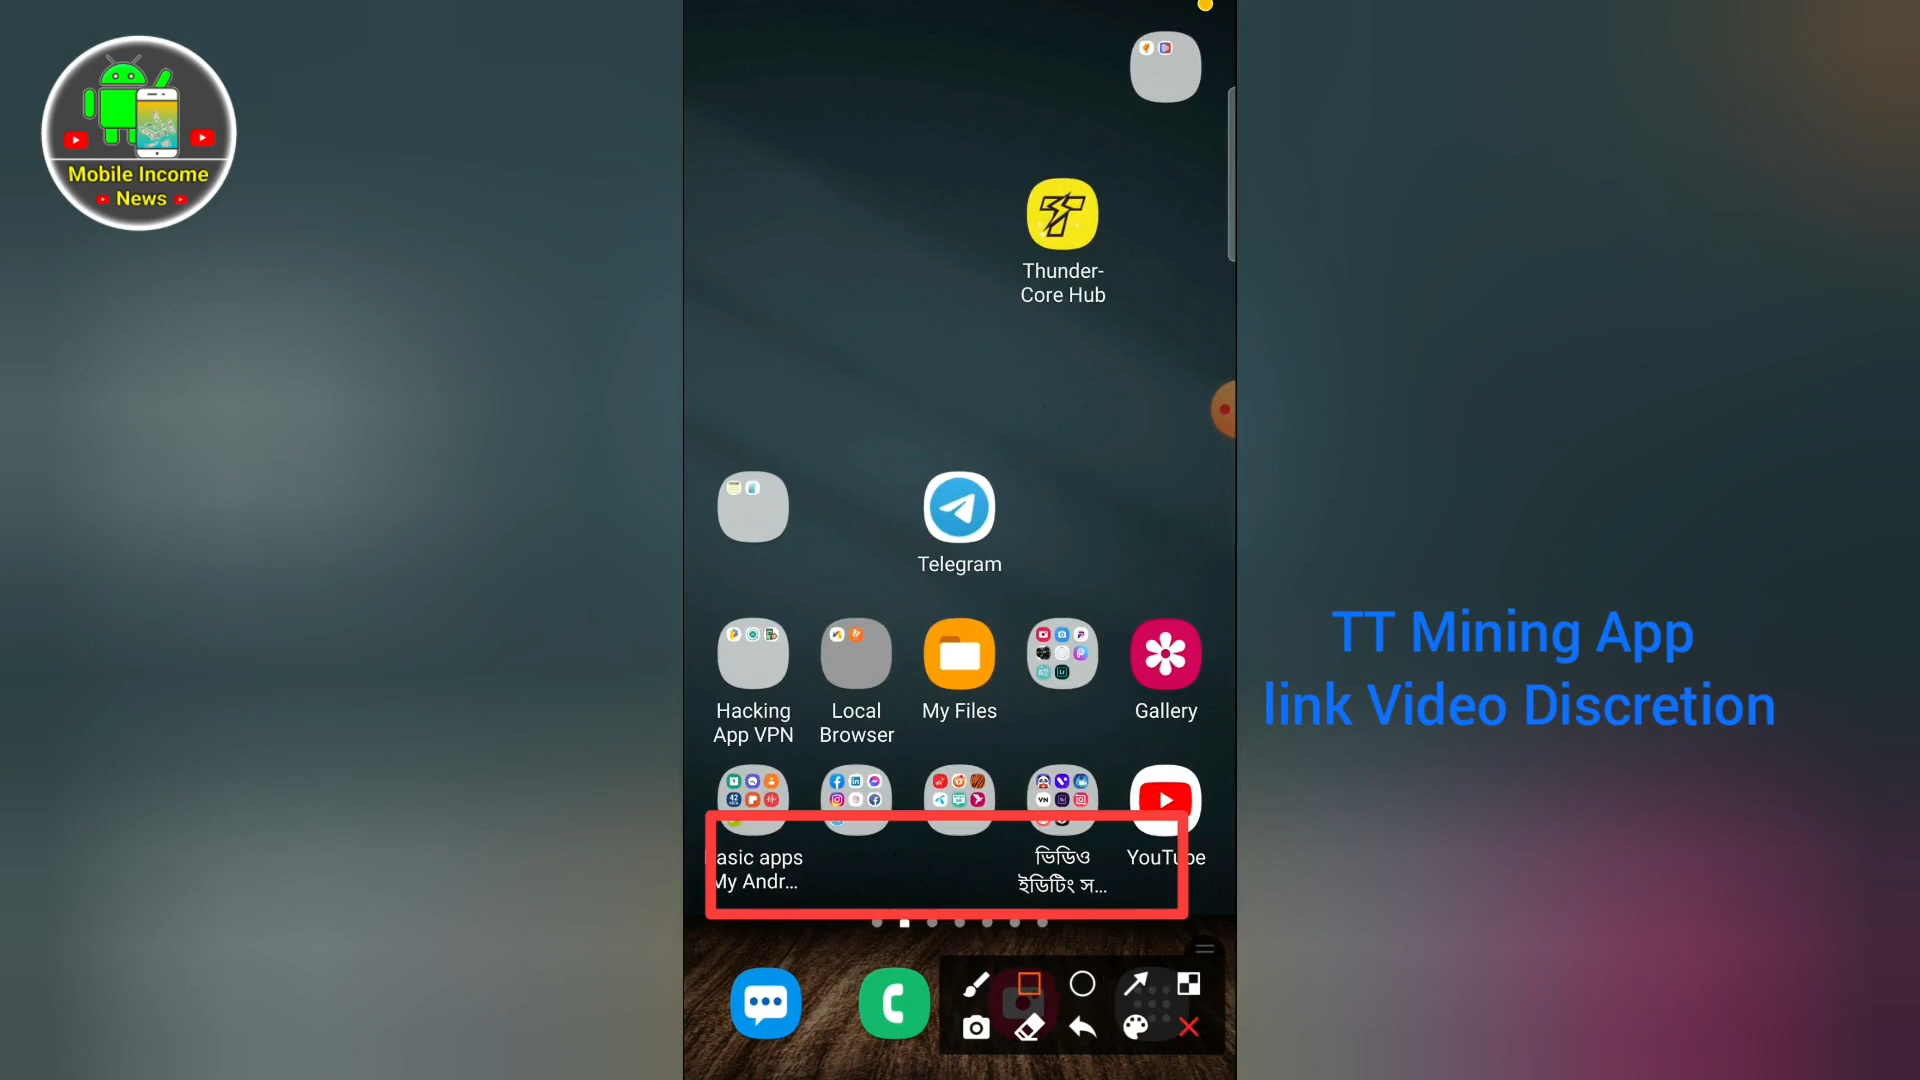 Mobile Income
News
Thunder-
Core Hub
Telegram
Hacking
App VPN
Local
Browser
My Files
Gallery
TT Mining App
link Video Discretion
asic apps
My Andr...
ভিডিও
ইডিটিং স...
YouTube